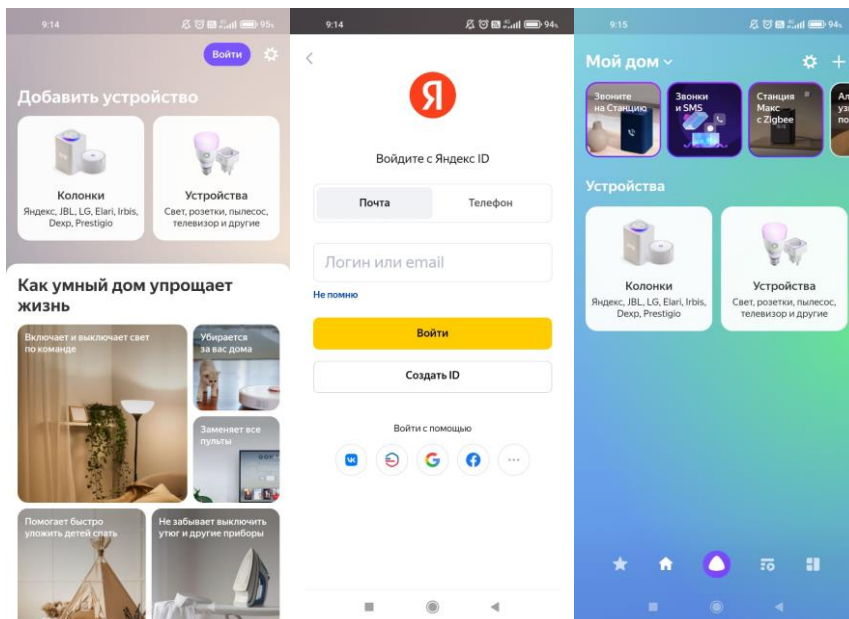 9:14
95%
Войти
Добавить устройство
Колонки
Яндекс, JBL, LG, Elari, Irbis,
Dexp, Prestigio
Устройства
Свет, розетки, пылесос,
телевизор и другие
Как умный дом упрощает
жизнь
Включает и выключает свет
по команде
Убирается
за вас дома
Заменяет все
пульты
Помогает быстро
уложить детей спать
Не забывает выключить
утюг и другие приборы
9:14
94%
Я
Войдите с Яндекс ID
Почта
Телефон
Логин или email
Не помню
Войти
Создать ID
Войти с помощью
9:15
94%
Мой дом
Звоните
на Станцию
Звонки
и SMS
Станция
Макс
с Zigbee
Устройства
Колонки
Яндекс, JBL, LG, Elari, Irbis,
Dexp, Prestigio
Устройства
Свет, розетки, пылесос,
телевизор и другие